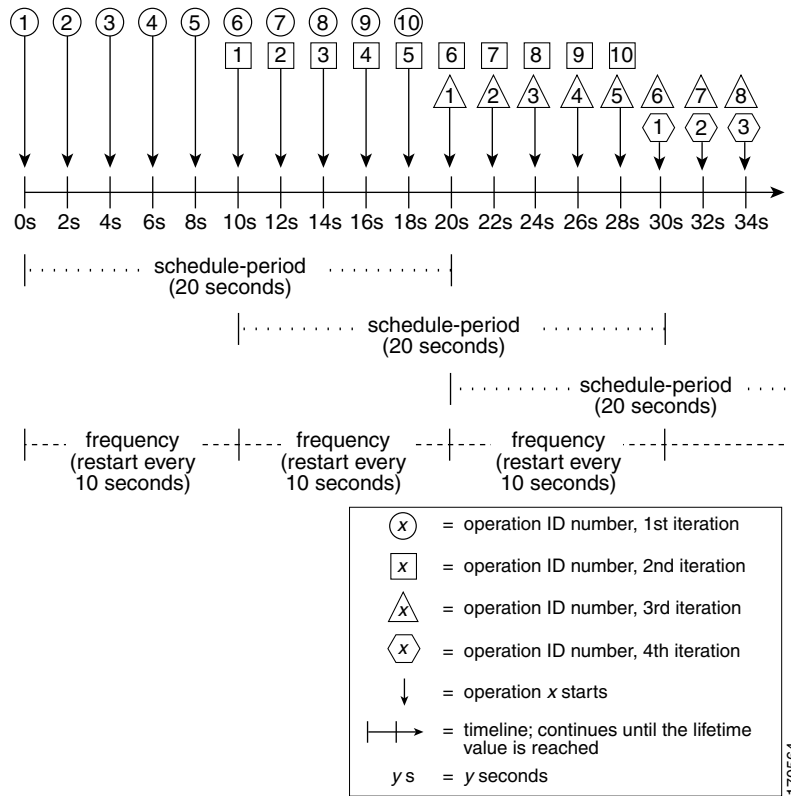 1 2 3 4 5 6 7 8 9 10
1 2 3 4 5 6 7 8 9 10
1 2 3 4 5 6 7 8
1 2 3
0s 2s 4s 6s 8s 10s 12s 14s 16s 18s 20s 22s 24s 26s 28s 30s 32s 34s
schedule-period
(20 seconds)
schedule-period
(20 seconds)
schedule-period
(20 seconds)
frequency
(restart every
10 seconds)
frequency
(restart every
10 seconds)
frequency
(restart every
10 seconds)
x = operation ID number, 1st iteration
x = operation ID number, 2nd iteration
x = operation ID number, 3rd iteration
x = operation ID number, 4th iteration
= operation x starts
= timeline; continues until the lifetime
value is reached
y s = y seconds
170564